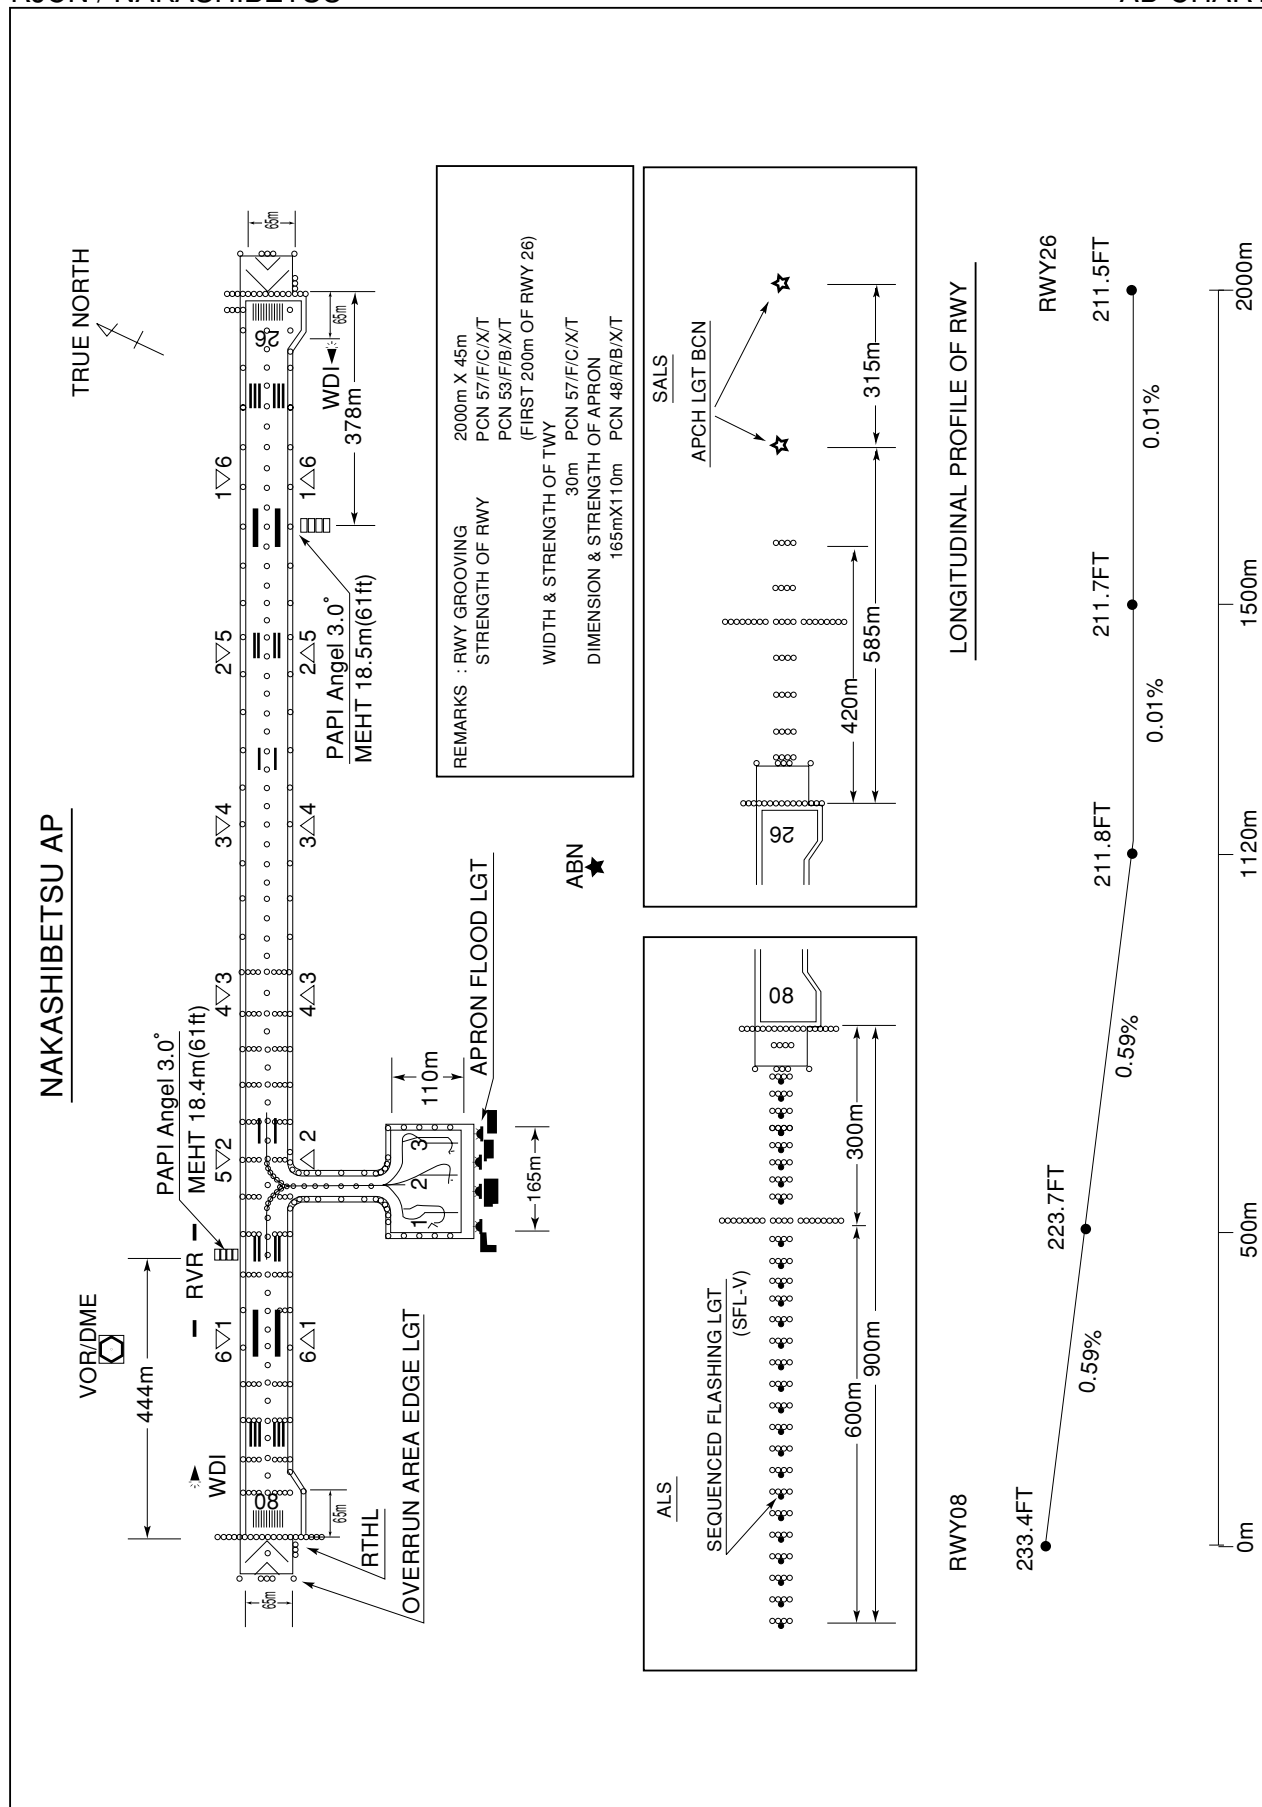 NAKASHIBETSU AP
TRUE NORTH
VOR/DME
444m
PAPI Angel 3.0°
MEHT 18.4m(61ft)
WDI
RVR
6 1
5 2
4 3
3 4
2 5
1 6
65m
08
26
65m
6 1
2
4 3
3 4
2 5
1 6
65m
65m
WDI
378m
RTHL
OVERRUN AREA EDGE LGT
PAPI Angel 3.0°
MEHT 18.5m(61ft)
1
2
3
110m
165m
APRON FLOOD LGT
ABN
REMARKS : RWY GROOVING 2000m X 45m
STRENGTH OF RWY PCN 57/F/C/X/T
PCN 53/F/B/X/T
(FIRST 200m OF RWY 26)
WIDTH & STRENGTH OF TWY
30m PCN 57/F/C/X/T
DIMENSION & STRENGTH OF APRON
165mX110m PCN 48/R/B/X/T
ALS
SEQUENCED FLASHING LGT
(SFL-V)
08
600m
300m
900m
SALS
APCH LGT BCN
26
420m
585m
315m
LONGITUDINAL PROFILE OF RWY
RWY08
RWY26
233.4FT
223.7FT
211.8FT
211.7FT
211.5FT
0.59%
0.59%
0.01%
0.01%
0m
500m
1120m
1500m
2000m